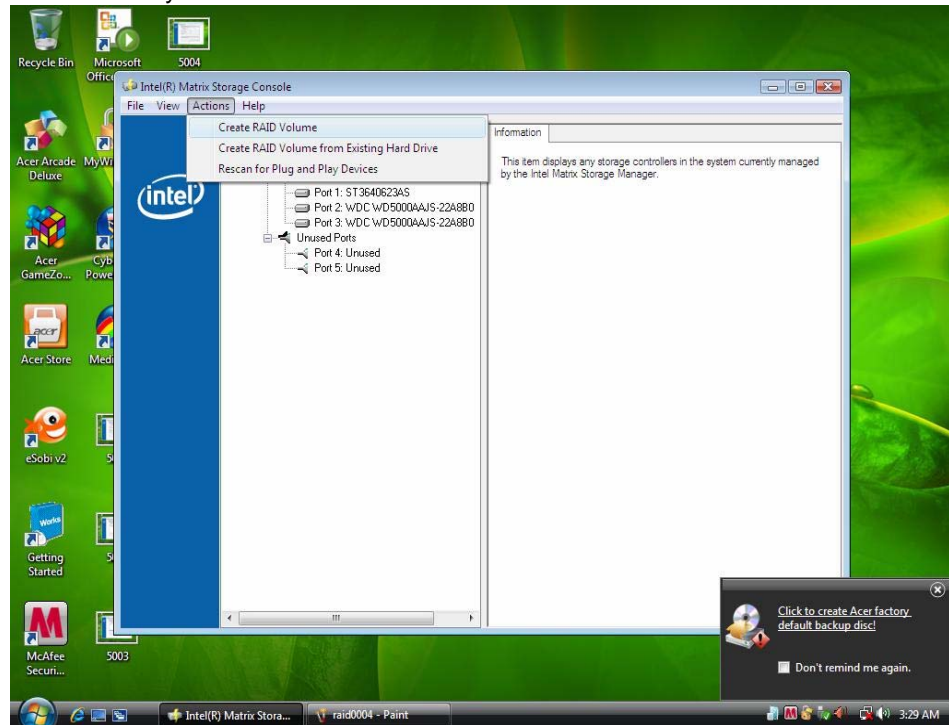 Recycle Bin
Microsoft
Office
5004
Intel(R) Matrix Storage Console
File View Actions Help
Create RAID Volume
Create RAID Volume from Existing Hard Drive
Rescan for Plug and Play Devices
Information
This item displays any storage controllers in the system currently managed
by the Intel Matrix Storage Manager.
intel
Port 1: ST3640623AS
Port 2: WDC WD5000AAJS-22A8B0
Port 3: WDC WD5000AAJS-22A8B0
Unused Ports
Port 4: Unused
Port 5: Unused
Acer Arcade
Deluxe
MyWi
Acer
GameZo...
Cyb
Powe
acer
Acer Store
Medi
eSobi v2
5
Works
Getting
Started
5
McAfee
Securi...
5003
Click to create Acer factory
default backup disc!
Don't remind me again.
Intel(R) Matrix Stora...
raid0004 - Paint
3:29 AM